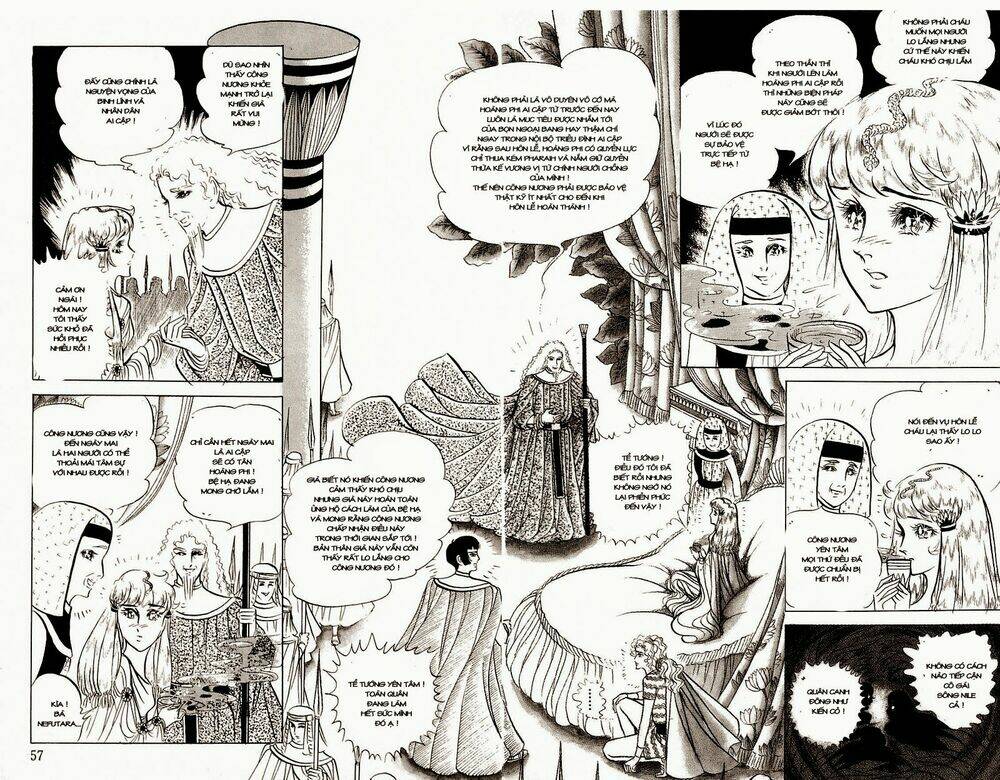 KHÔNG PHẢI CHÁU
MUỐN MỌI NGƯỜI
LO LẮNG NHƯNG
CỨ THẾ NÀY KHIẾN
CHÁU KHÓ CHỊU LẮM
THEO THẦN THÌ
KHI NGƯỜI LÊN LÀM
HOÀNG PHI AI CẬP RỒI
THÌ NHỮNG BIỆN PHÁP
NÀY CŨNG SẼ
ĐƯỢC GIẢM BỚT THÔI !
VÌ LÚC ĐÓ
NGƯỜI SẼ ĐƯỢC
SỰ BẢO VỆ
TRỰC TIẾP TỪ
BỆ HẠ !
NÓI ĐẾN VỤ HÔN LỄ
CHÁU LẠI THẤY LO LO
SAO ẤY !
CÔNG NƯƠNG
YÊN TÂM
MỌI THỨ ĐỀU ĐÃ
ĐƯỢC CHUẨN BỊ
HẾT RỒI !
KHÔNG CÓ CÁCH
NÀO TIẾP CẬN
CÔ GÁI
SÔNG NILE
CẢ !
QUÂN CANH
ĐÔNG NHƯ
KIẾN CỎ !
KHÔNG PHẢI LÀ VÔ DUYÊN VÔ CỚ MÀ
HOÀNG PHI AI CẬP TỪ TRƯỚC ĐẾN NAY
LUÔN LÀ MỤC TIÊU ĐƯỢC NHẮM TỚI
CỦA BỌN NGOẠI BANG HAY THẬM CHÍ
NGAY TRONG NỘI BỘ TRIỀU ĐÌNH AI CẬP
VÌ RẰNG SAU HÔN LỄ, HOÀNG PHI CÓ QUYỀN LỰC
CHỈ THUA KÉM PHARAIH VÀ NẮM GIỮ QUYỀN
THỪA KẾ VƯƠNG VỊ TỪ CHÍNH NGƯỜI CHỒNG
CỦA MÌNH !
THẾ NÊN CÔNG NƯƠNG PHẢI ĐƯỢC BẢO VỆ
THẬT KỸ ÍT NHẤT CHO ĐẾN KHI
HÔN LỄ HOÀN THÀNH !
TỂ TƯỚNG !
ĐIỀU ĐÓ TÔI ĐÃ
BIẾT RỒI NHƯNG
KHÔNG NGỜ NÓ
LẠI PHIỀN PHỨC
ĐẾN VẬY !
GIÀ BIẾT NÓ KHIẾN CÔNG NƯƠNG
CẢM THẤY KHÓ CHỊU
NHƯNG GIÀ NÀY HOÀN TOÀN
ỦNG HỘ CÁCH LÀM CỦA BỆ HẠ
VÀ MONG RẰNG CÔNG NƯƠNG
CHẤP NHẬN ĐIỀU NÀY
TRONG THỜI GIAN SẮP TỚI !
BẢN THÂN GIÀ NÀY VẪN CÒN
THẤY RẤT LO LẮNG CHO
CÔNG NƯƠNG ĐÓ !
TỂ TƯỚNG YÊN TÂM !
TOÀN QUÂN
ĐANG LÀM
HẾT SỨC MÌNH
ĐÓ Ạ !
DÙ SAO NHÌN
THẤY CÔNG
NƯƠNG KHỎE
MẠNH TRỞ LẠI
KHIẾN GIÀ
RẤT VUI
MỪNG !
ĐẤY CŨNG CHÍNH LÀ
NGUYỆN VỌNG CỦA
BINH LÍNH VÀ
NHÂN DÂN
AI CẬP !
CẢM ƠN
NGÀI !
HÔM NAY
TÔI THẤY
SỨC KHỎ ĐÃ
HỒI PHỤC
NHIỀU RỒI !
CHỈ CẦN HẾT NGÀY MAI
LÀ AI CẬP
SẼ CÓ TÂN
HOÀNG PHI !
BỆ HẠ ĐANG
MONG CHỜ LẮM !
CÔNG NƯƠNG CŨNG VẬY !
ĐẾN NGÀY MAI
LÀ HAI NGƯỜI CÓ THỂ
THOẢI MÁI TÂM SỰ
VỚI NHAU ĐƯỢC RỒI !
KÌA !
BÀ
NEFUTARA...
57